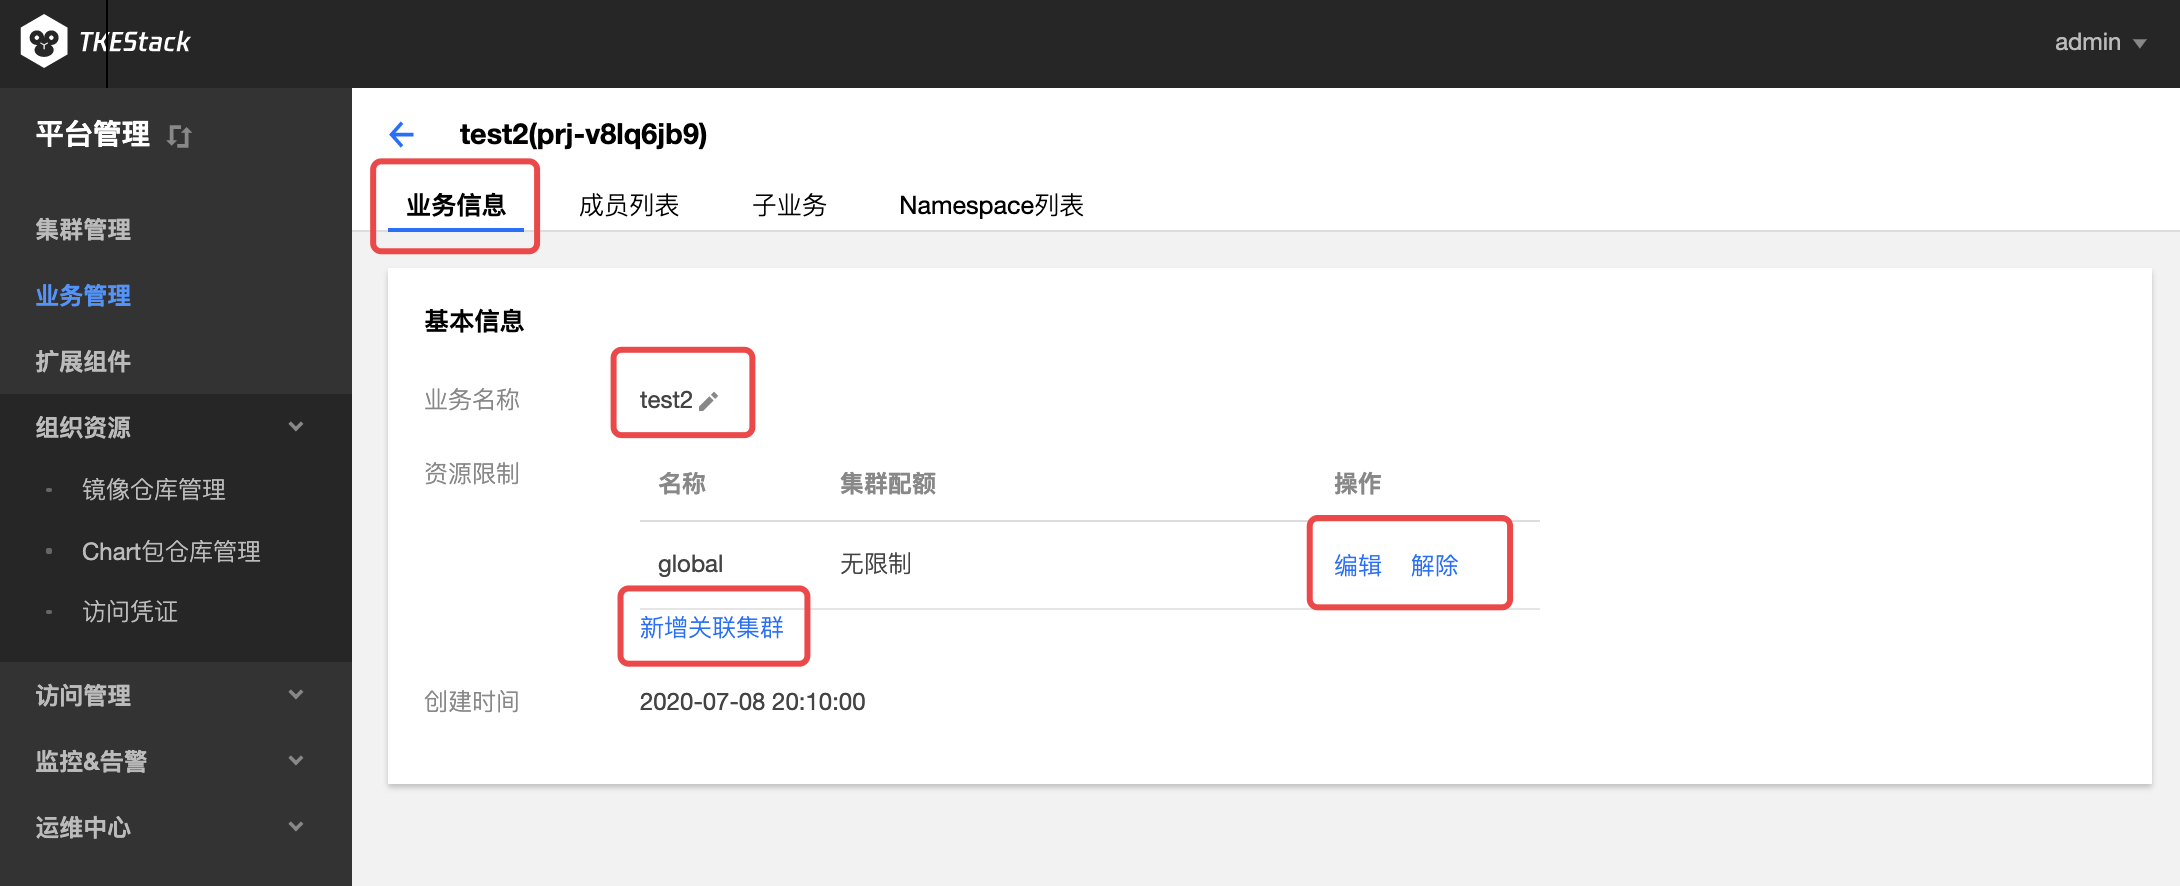 TKEStack
admin
平台管理
集群管理
业务管理
扩展组件
组织资源
镜像仓库管理
Chart包仓库管理
访问凭证
访问管理
监控&告警
运维中心
test2(prj-v8lq6jb9)
业务信息 成员列表 子业务 Namespace列表
基本信息
业务名称 test2
资源限制 名称 集群配额 操作
global 无限制 编辑 解除
新增关联集群
创建时间 2020-07-08 20:10:00